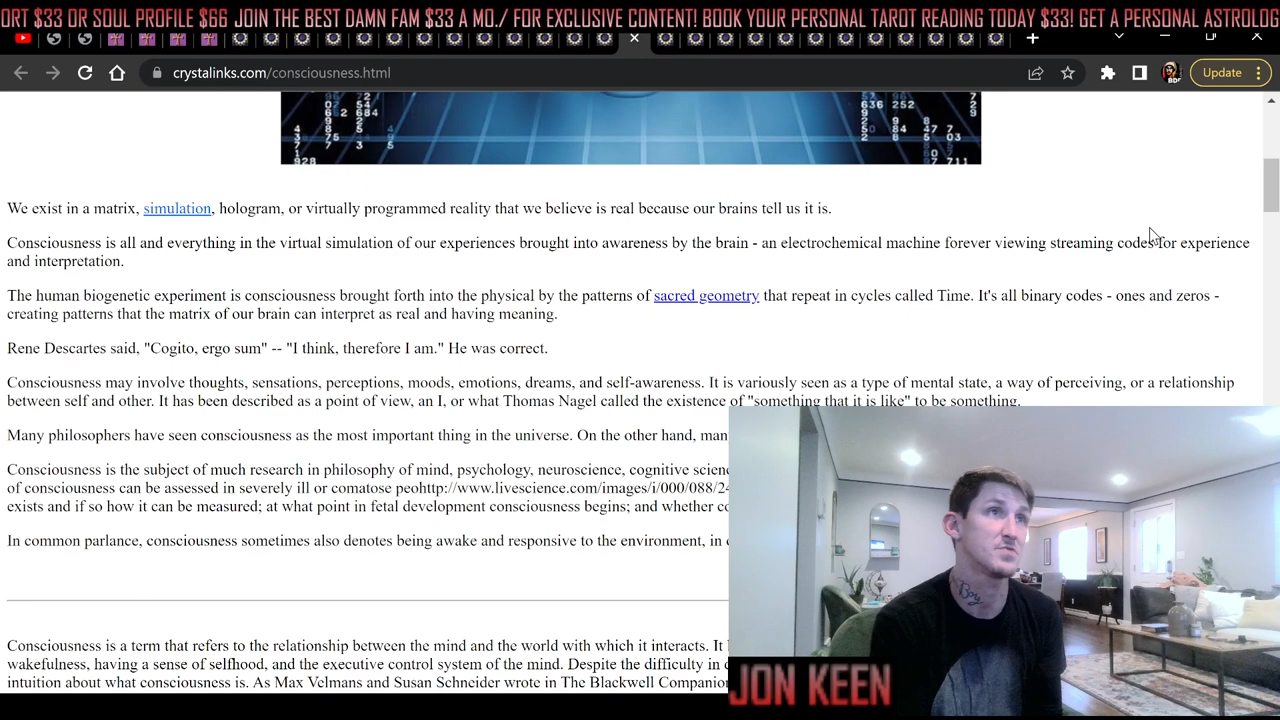 ORT $33 OR SOUL PROFILE $66 JOIN THE BEST DAMN FAM $33 A MO./ FOR EXCLUSIVE CONTENT! BOOK YOUR PERSONAL TAROT READING TODAY $33! GET A PERSONAL ASTROLOG
crystalinks.com/consciousness.html
Update
We exist in a matrix, simulation, hologram, or virtually programmed reality that we believe is real because our brains tell us it is.
Consciousness is all and everything in the virtual simulation of our experiences brought into awareness by the brain - an electrochemical machine forever viewing streaming codes for experience
and interpretation.
The human biogenetic experiment is consciousness brought forth into the physical by the patterns of sacred geometry that repeat in cycles called Time. It's all binary codes - ones and zeros -
creating patterns that the matrix of our brain can interpret as real and having meaning.
Rene Descartes said, "Cogito, ergo sum" -- "I think, therefore I am." He was correct.
Consciousness may involve thoughts, sensations, perceptions, moods, emotions, dreams, and self-awareness. It is variously seen as a type of mental state, a way of perceiving, or a relationship
between self and other. It has been described as a point of view, an I, or what Thomas Nagel called the existence of "something that it is like" to be something.
Many philosophers have seen consciousness as the most important thing in the universe. On the other hand, man
Consciousness is the subject of much research in philosophy of mind, psychology, neuroscience, cognitive scien
of consciousness can be assessed in severely ill or comatose peohttp://www.livescience.com/images/i/000/088/2
exists and if so how it can be measured; at what point in fetal development consciousness begins; and whether c
In common parlance, consciousness sometimes also denotes being awake and responsive to the environment, in
Boy
Consciousness is a term that refers to the relationship between the mind and the world with which it interacts. It
wakefulness, having a sense of selfhood, and the executive control system of the mind. Despite the difficulty in
intuition about what consciousness is. As Max Velmans and Susan Schneider wrote in The Blackwell Companio
JON KEEN